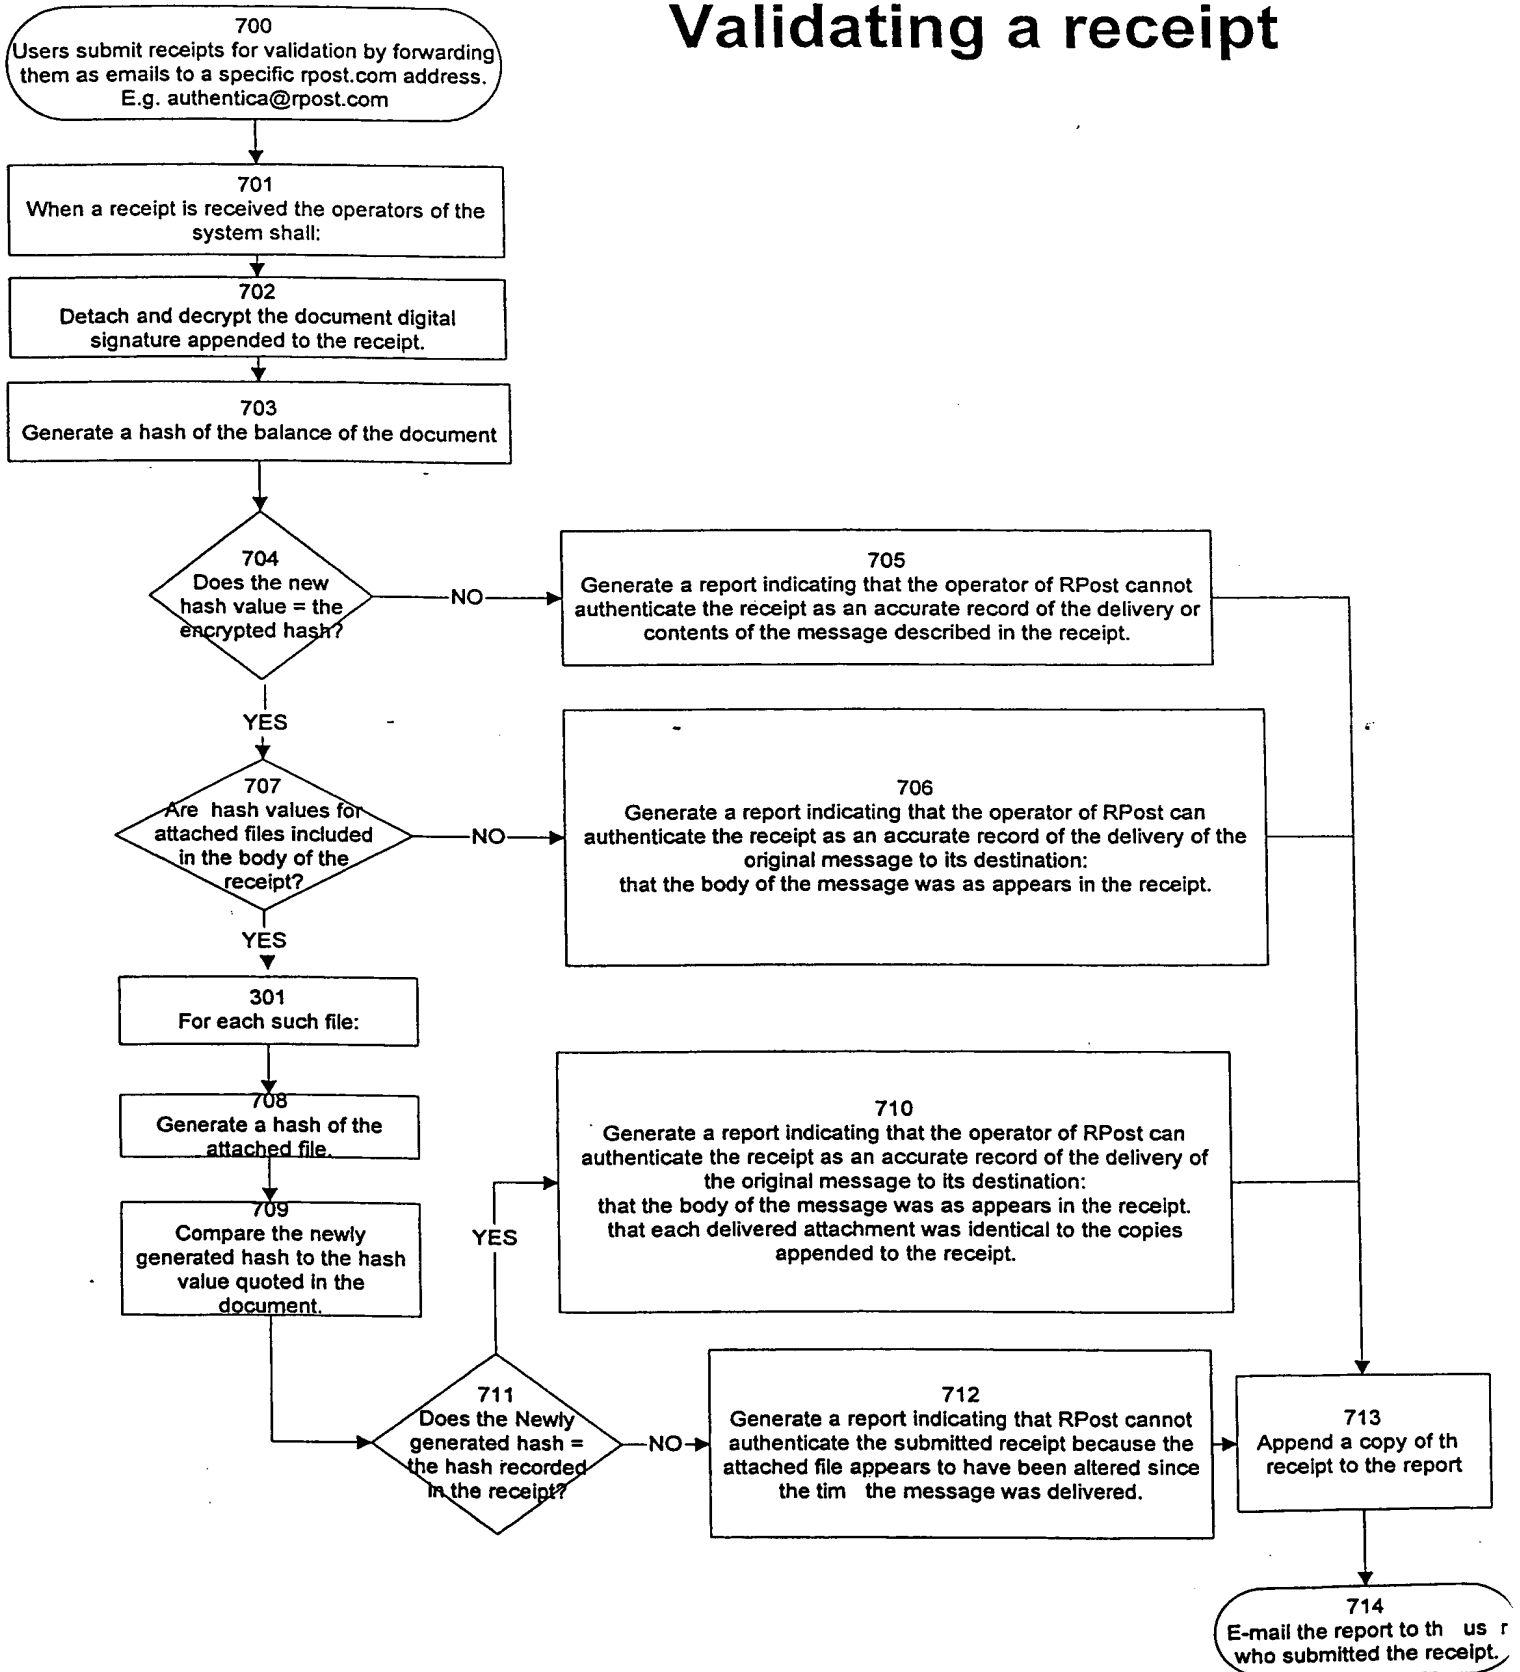 Validating a receipt
700
Users submit receipts for validation by forwarding
them as emails to a specific rpost.com address.
E.g. authentica@rpost.com
701
When a receipt is received the operators of the
system shall:
702
Detach and decrypt the document digital
signature appended to the receipt.
703
Generate a hash of the balance of the document
704
Does the new
hash value = the
encrypted hash?
NO
705
Generate a report indicating that the operator of RPost cannot
authenticate the receipt as an accurate record of the delivery or
contents of the message described in the receipt.
YES
707
Are hash values for
attached files included
in the body of the
receipt?
NO
706
Generate a report indicating that the operator of RPost can
authenticate the receipt as an accurate record of the delivery of the
original message to its destination:
that the body of the message was as appears in the receipt.
YES
301
For each such file:
708
Generate a hash of the
attached file.
709
Compare the newly
generated hash to the hash
value quoted in the
document.
YES
710
Generate a report indicating that the operator of RPost can
authenticate the receipt as an accurate record of the delivery of
the original message to its destination:
that the body of the message was as appears in the receipt.
that each delivered attachment was identical to the copies
appended to the receipt.
711
Does the Newly
generated hash =
the hash recorded
in the receipt?
NO
712
Generate a report indicating that RPost cannot
authenticate the submitted receipt because the
attached file appears to have been altered since
the tim the message was delivered.
713
Append a copy of th
receipt to the report
714
E-mail the report to th us r
who submitted the receipt.